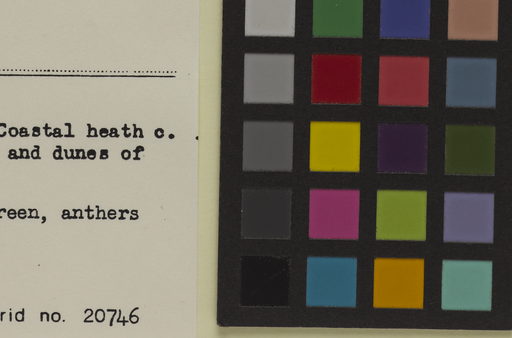 Coastal heath c.
and dunes of
reen, anthers
rid no. 20746